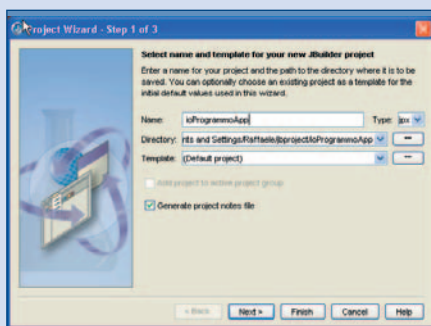 Project Wizard - Step 1 of 3
Select name and template for your new JBuilder project
Enter a name for your project and the path to the directory where it is to be
saved. You can optionally choose an existing project as a template for the
initial default values used in this wizard.
Name: ioProgrammoApp Type: jpx
Directory: nts and Settings/Raffaele/jbproject/ioProgrammoApp ...
Template: (Default project) ...
Add project to active project group
Generate project notes file
< Back Next > Finish Cancel Help